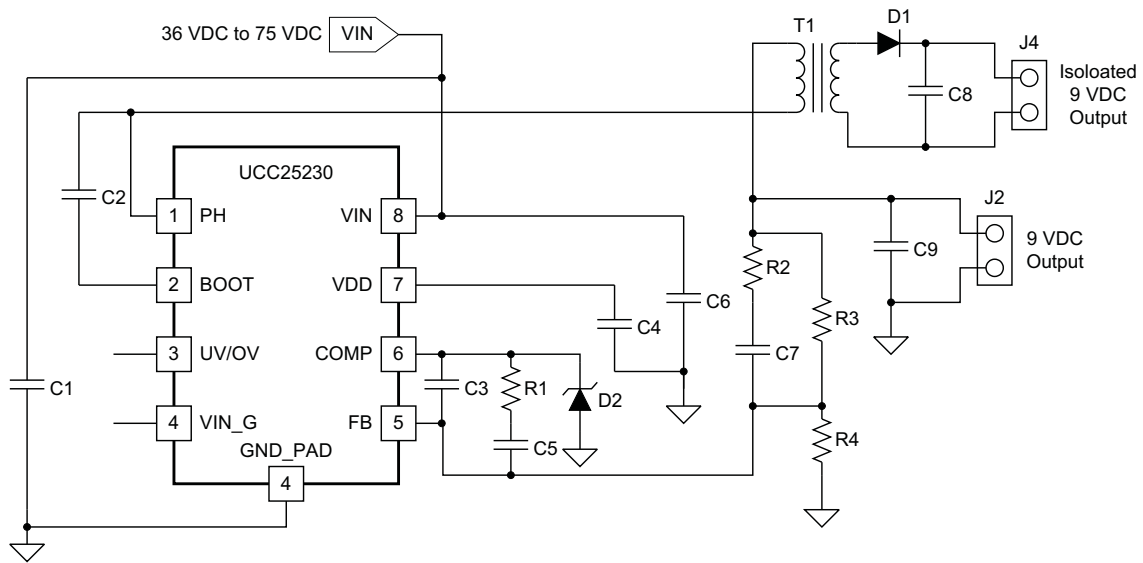 36 VDC to 75 VDC VIN
T1
D1
J4
Isoloated
9 VDC
Output
C8
UCC25230
C2
1 PH
VIN 8
2 BOOT
VDD 7
3 UV/OV
COMP 6
4 VIN_G
FB 5
GND_PAD
4
C1
C6
C4
C3
R1
D2
C5
R2
R3
C7
R4
C9
J2
9 VDC
Output